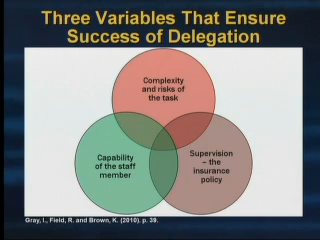 Three Variables That Ensure
Success of Delegation
Complexity
and risks of
the task
Capability
of the staff
member
Supervision
– the
insurance
policy
Gray, I., Field, R. and Brown, K. (2010). p. 39.